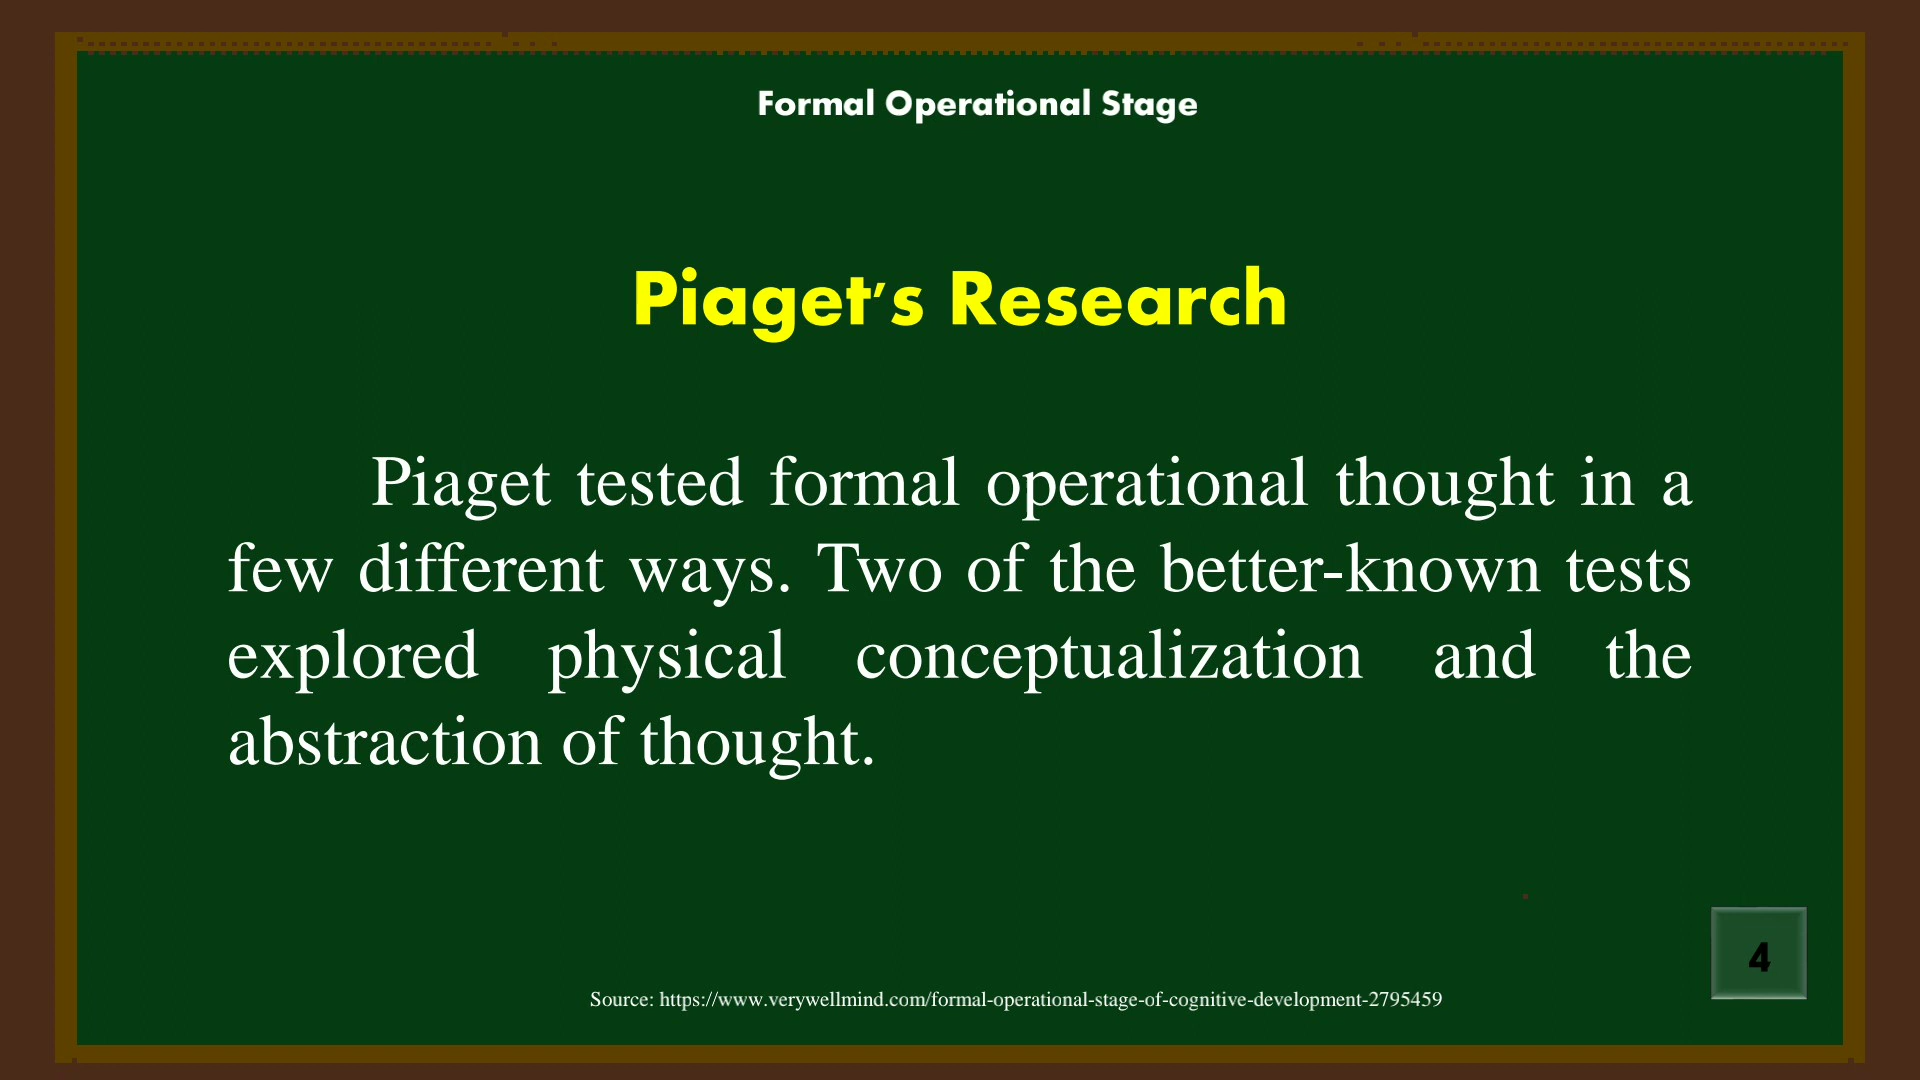 Formal Operational Stage
Piaget's Research
Piaget tested formal operational thought in a
few different ways. Two of the better-known tests
explored physical conceptualization and the
abstraction of thought.
4
Source: https://www.verywellmind.com/formal-operational-stage-of-cognitive-development-2795459